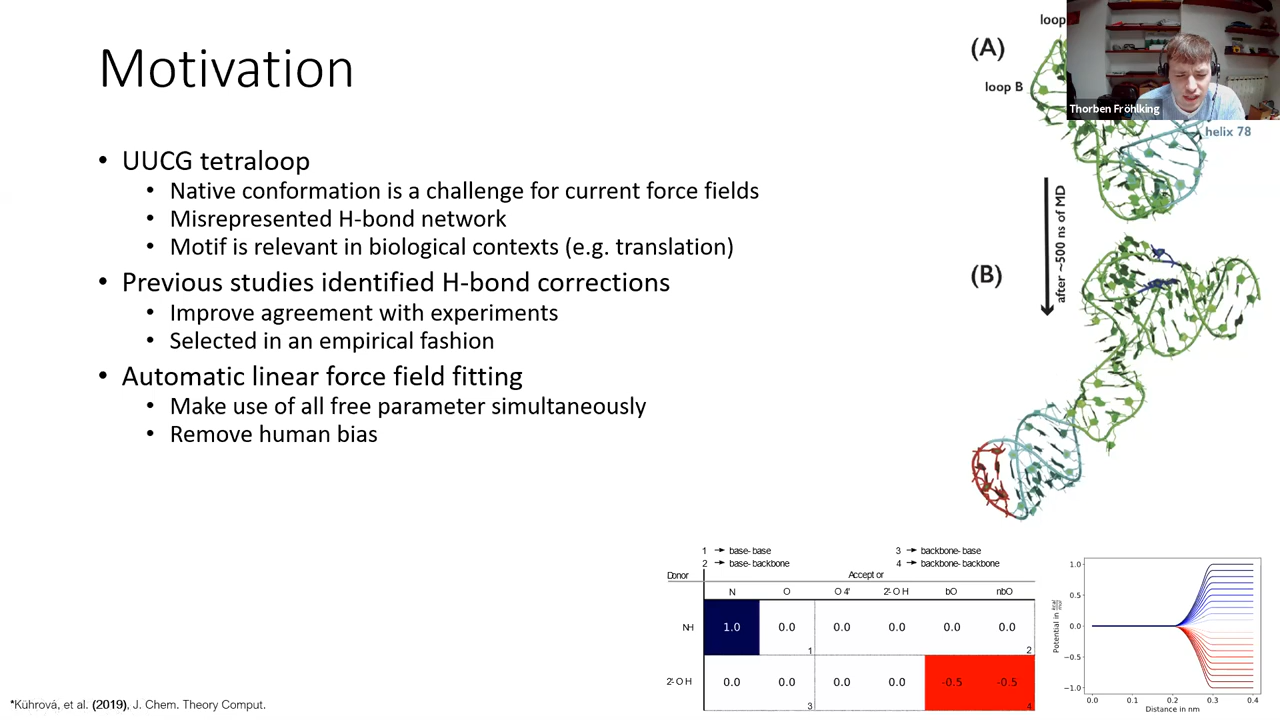 Motivation
• UUCG tetraloop
• Native conformation is a challenge for current force fields
• Misrepresented H-bond network
• Motif is relevant in biological contexts (e.g. translation)
• Previous studies identified H-bond corrections
• Improve agreement with experiments
• Selected in an empirical fashion
• Automatic linear force field fitting
• Make use of all free parameter simultaneously
• Remove human bias
*Kührová, et al. (2019), J. Chem. Theory Comput.
loop
(A)
loop B
Thorben Fröhlking
helix 78
after ~500 ns of MD
(B)
1 → base- base
3 → backbone- base
2 → base- backbone
4 → backbone- backbone
Donor
Accept or
N O O 4' 2'- O H bO nbO
NH 1.0 0.0 0.0 0.0 0.0 0.0
1 2
2'- O H 0.0 0.0 0.0 0.0 -0.5 -0.5
3 4
Potential in kcal/mol
1.0
0.5
0.0
−0.5
−1.0
0.0 0.1 0.2 0.3 0.4
Distance in nm